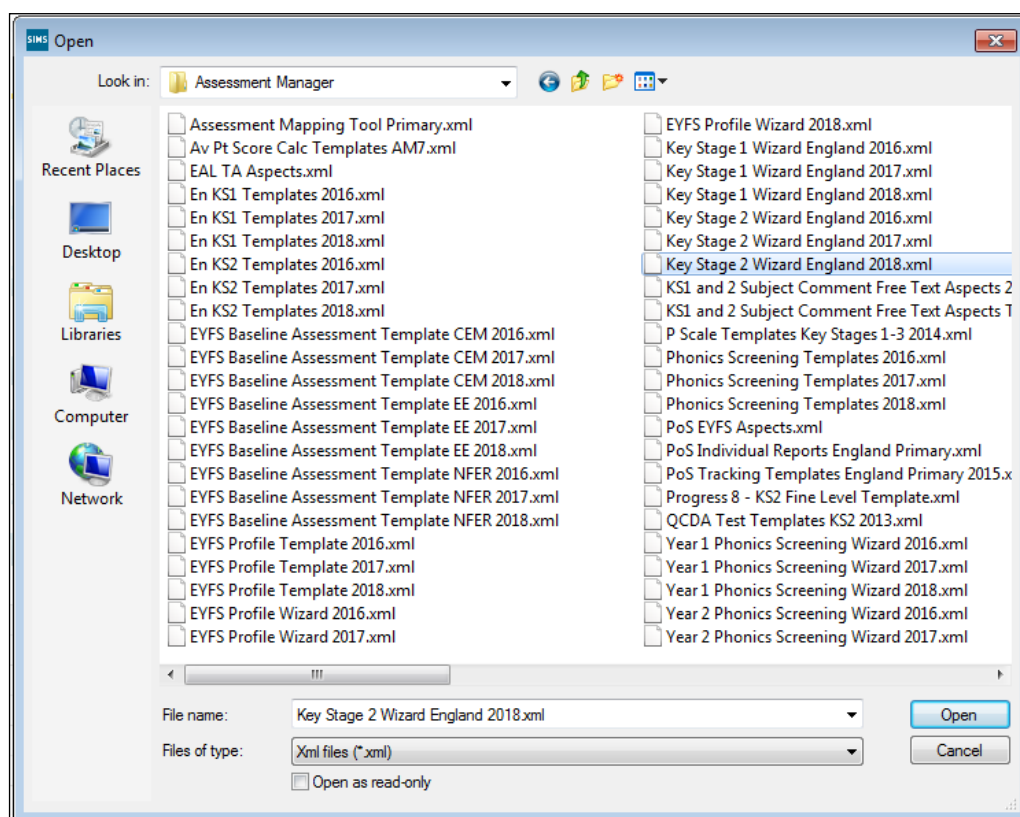 SIMS Open
Look in: Assessment Manager
Recent Places
Desktop
Libraries
Computer
Network
Assessment Mapping Tool Primary.xml
Av Pt Score Calc Templates AM7.xml
EAL TA Aspects.xml
En KS1 Templates 2016.xml
En KS1 Templates 2017.xml
En KS1 Templates 2018.xml
En KS2 Templates 2016.xml
En KS2 Templates 2017.xml
En KS2 Templates 2018.xml
EYFS Baseline Assessment Template CEM 2016.xml
EYFS Baseline Assessment Template CEM 2017.xml
EYFS Baseline Assessment Template CEM 2018.xml
EYFS Baseline Assessment Template EE 2016.xml
EYFS Baseline Assessment Template EE 2017.xml
EYFS Baseline Assessment Template EE 2018.xml
EYFS Baseline Assessment Template NFER 2016.xml
EYFS Baseline Assessment Template NFER 2017.xml
EYFS Baseline Assessment Template NFER 2018.xml
EYFS Profile Template 2016.xml
EYFS Profile Template 2017.xml
EYFS Profile Template 2018.xml
EYFS Profile Wizard 2016.xml
EYFS Profile Wizard 2017.xml
EYFS Profile Wizard 2018.xml
Key Stage 1 Wizard England 2016.xml
Key Stage 1 Wizard England 2017.xml
Key Stage 1 Wizard England 2018.xml
Key Stage 2 Wizard England 2016.xml
Key Stage 2 Wizard England 2017.xml
Key Stage 2 Wizard England 2018.xml
KS1 and 2 Subject Comment Free Text Aspects 2
KS1 and 2 Subject Comment Free Text Aspects T
P Scale Templates Key Stages 1-3 2014.xml
Phonics Screening Templates 2016.xml
Phonics Screening Templates 2017.xml
Phonics Screening Templates 2018.xml
PoS EYFS Aspects.xml
PoS Individual Reports England Primary.xml
PoS Tracking Templates England Primary 2015.x
Progress 8 - KS2 Fine Level Template.xml
QCDA Test Templates KS2 2013.xml
Year 1 Phonics Screening Wizard 2016.xml
Year 1 Phonics Screening Wizard 2017.xml
Year 1 Phonics Screening Wizard 2018.xml
Year 2 Phonics Screening Wizard 2016.xml
Year 2 Phonics Screening Wizard 2017.xml
File name: Key Stage 2 Wizard England 2018.xml Open
Files of type: Xml files (*.xml) Cancel
Open as read-only